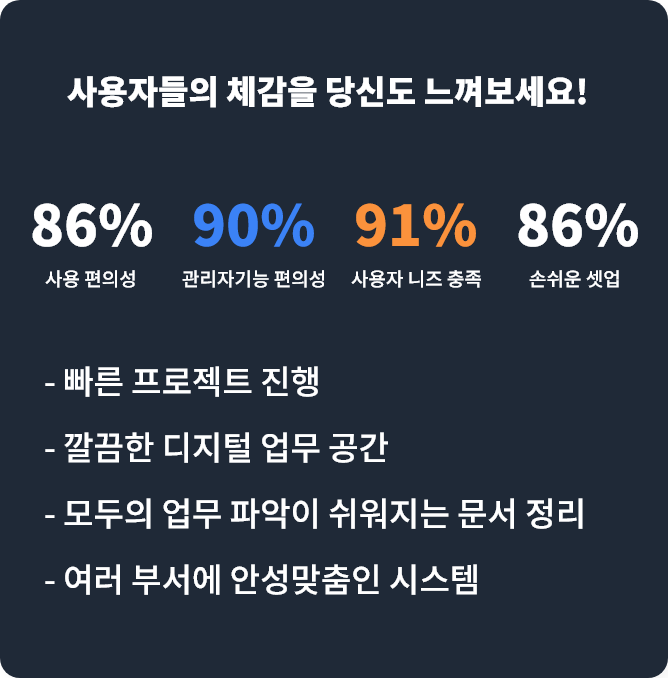 사용자들의 체감을 당신도 느껴보세요!
86% 90% 91% 86%
사용 편의성 관리자기능 편의성 사용자 니즈 충족 손쉬운 셋업
- 빠른 프로젝트 진행
- 깔끔한 디지털 업무 공간
- 모두의 업무 파악이 쉬워지는 문서 정리
- 여러 부서에 안성맞춤인 시스템